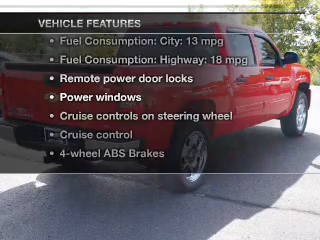 VEHICLE FEATURES
• Fuel Consumption: City: 13 mpg
• Fuel Consumption: Highway: 18 mpg
• Remote power door locks
• Power windows
• Cruise controls on steering wheel
• Cruise control
• 4-wheel ABS Brakes